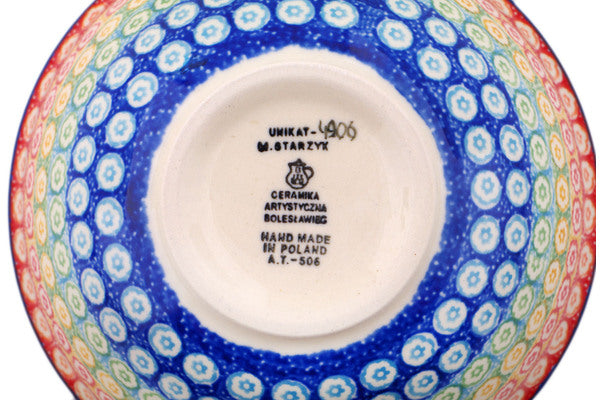 UNIKAT-4906
M.STARZYK
CERAMIKA
ARTYSTYCZNA
BOLESŁAWIEC
HAND MADE
IN POLAND
A.T.-506